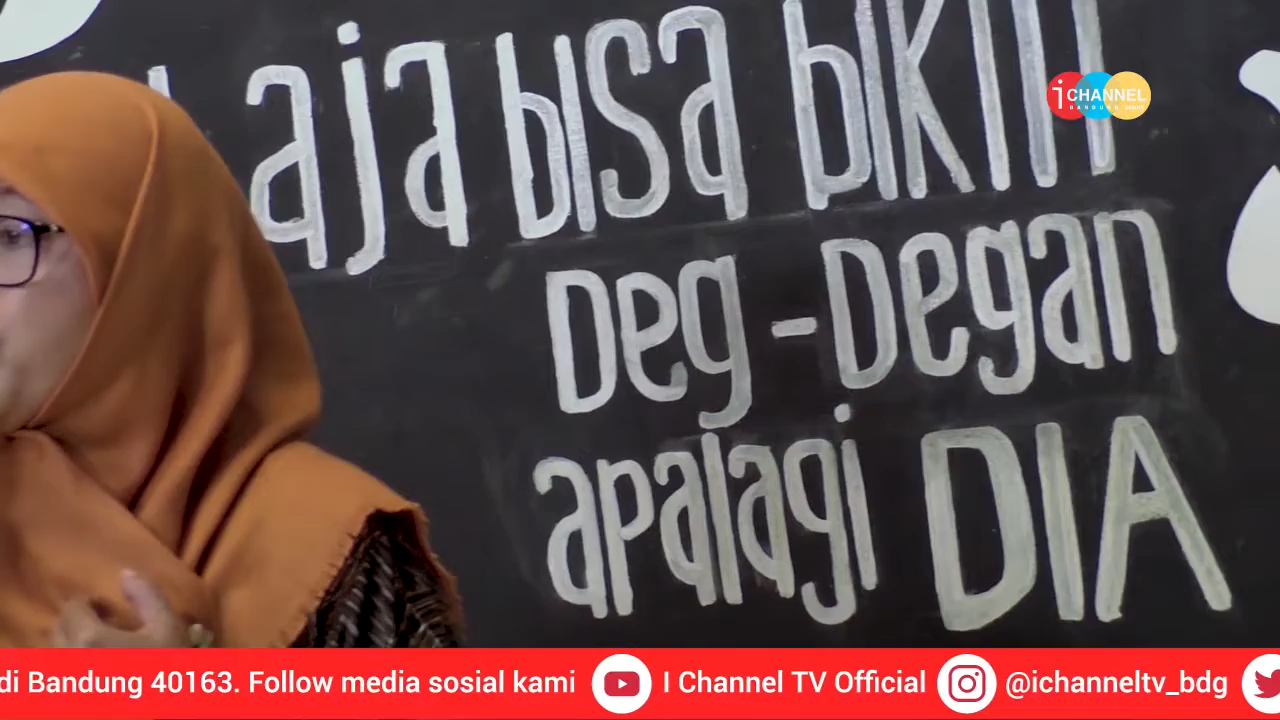 aja bisa bikin
Deg-Degan
apalagi DIA
i CHANNEL
BANDUNG
di Bandung 40163. Follow media sosial kami
I Channel TV Official
@ichanneltv_bdg